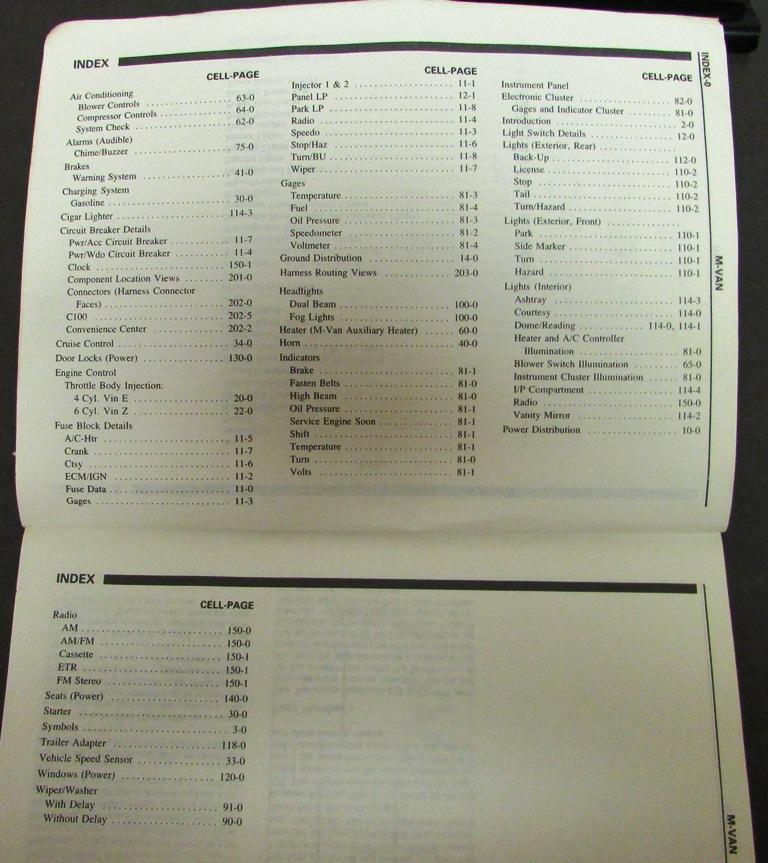 INDEX
CELL-PAGE
Air Conditioning
Blower Controls 63-0
Compressor Controls 64-0
System Check 62-0
Alarms (Audible)
Chime/Buzzer 75-0
Brakes
Warning System 41-0
Charging System
Gasoline 30-0
Cigar Lighter 114-3
Circuit Breaker Details
Pwr/Acc Circuit Breaker 11-7
Pwr/Wdo Circuit Breaker 11-4
Clock 150-1
Component Location Views 201-0
Connectors (Harness Connector
Faces) 202-0
C100 202-5
Convenience Center 202-2
Cruise Control 34-0
Door Locks (Power) 130-0
Engine Control
Throttle Body Injection:
4 Cyl. Vin E 20-0
6 Cyl. Vin Z 22-0
Fuse Block Details
A/C-Htr 11-5
Crank 11-7
Ctsy 11-6
ECM/IGN 11-2
Fuse Data 11-0
Gages 11-3
CELL-PAGE
Injector 1 & 2 11-1
Panel LP 12-1
Park LP 11-8
Radio 11-4
Speedo 11-3
Stop/Haz 11-6
Turn/BU 11-8
Wiper 11-7
Gages
Temperature 81-3
Fuel 81-4
Oil Pressure 81-3
Speedometer 81-2
Voltmeter 81-4
Ground Distribution 14-0
Harness Routing Views 203-0
Headlights
Dual Beam 100-0
Fog Lights 100-0
Heater (M-Van Auxiliary Heater) 60-0
Horn 40-0
Indicators
Brake 81-1
Fasten Belts 81-0
High Beam 81-0
Oil Pressure 81-1
Service Engine Soon 81-1
Shift 81-1
Temperature 81-1
Turn 81-0
Volts 81-1
CELL-PAGE
Instrument Panel
Electronic Cluster 82-0
Gages and Indicator Cluster 81-0
Introduction 2-0
Light Switch Details 12-0
Lights (Exterior, Rear)
Back-Up 112-0
License 110-2
Stop 110-2
Tail 110-2
Turn/Hazard 110-2
Lights (Exterior, Front)
Park 110-1
Side Marker 110-1
Turn 110-1
Hazard 110-1
Lights (Interior)
Ashtray 114-3
Courtesy 114-0
Dome/Reading 114-0, 114-1
Heater and A/C Controller
Illumination 81-0
Blower Switch Illumination 65-0
Instrument Cluster Illumination 81-0
I/P Compartment 114-4
Radio 150-0
Vanity Mirror 114-2
Power Distribution 10-0
INDEX-0
M-VAN
INDEX
CELL-PAGE
Radio
AM 150-0
AM/FM 150-0
Cassette 150-1
ETR 150-1
FM Stereo 150-1
Seats (Power) 140-0
Starter 30-0
Symbols 3-0
Trailer Adapter 118-0
Vehicle Speed Sensor 33-0
Windows (Power) 120-0
Wiper/Washer
With Delay 91-0
Without Delay 90-0
M-VAN